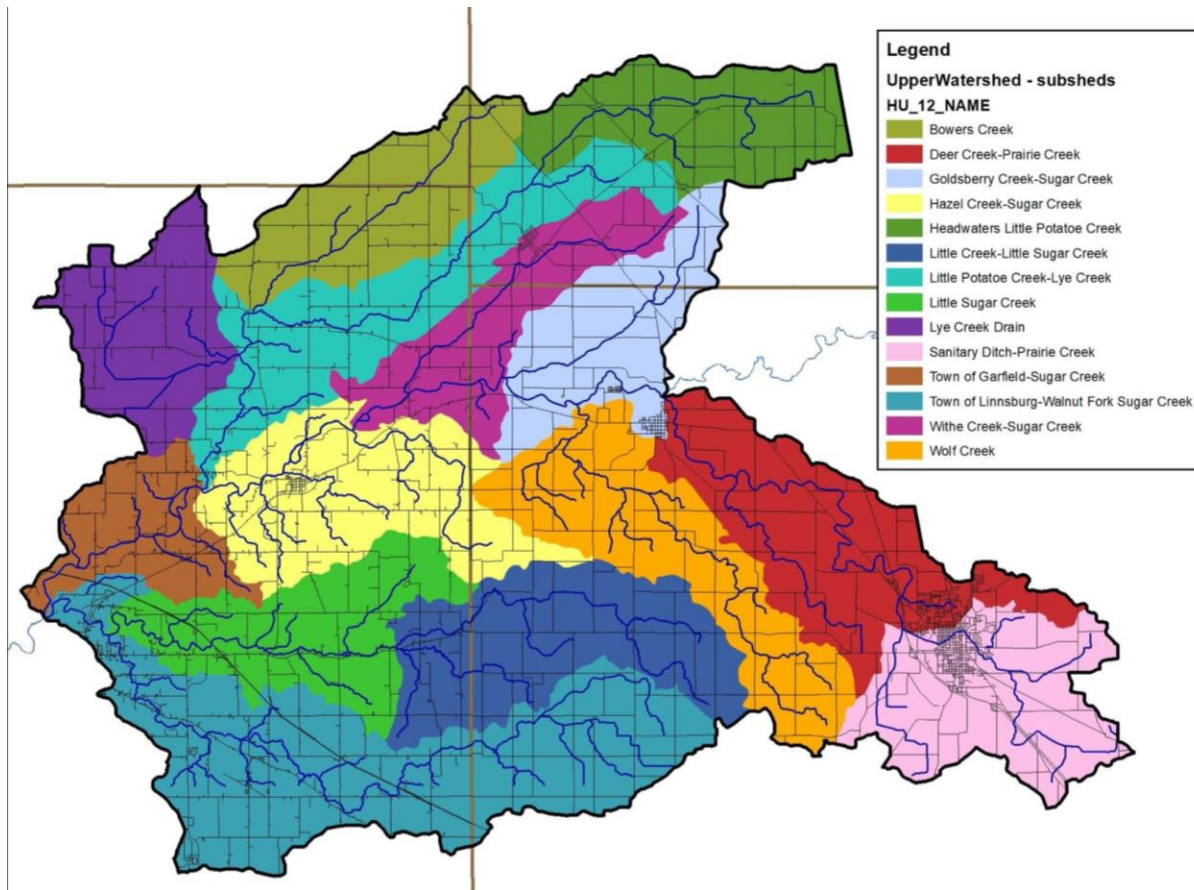 Legend
UpperWatershed - subsheds
HU_12_NAME
Bowers Creek
Deer Creek-Prairie Creek
Goldsberry Creek-Sugar Creek
Hazel Creek-Sugar Creek
Headwaters Little Potatoe Creek
Little Creek-Little Sugar Creek
Little Potatoe Creek-Lye Creek
Little Sugar Creek
Lye Creek Drain
Sanitary Ditch-Prairie Creek
Town of Garfield-Sugar Creek
Town of Linnsburg-Walnut Fork Sugar Creek
Withe Creek-Sugar Creek
Wolf Creek